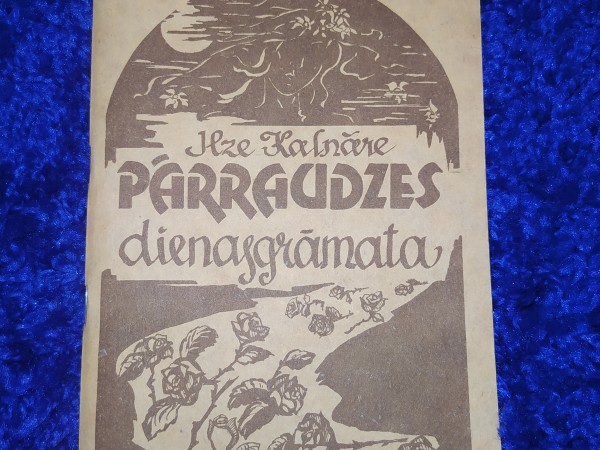 Ilze Kalnāre
PĀRRAUDZES
dienasgrāmata